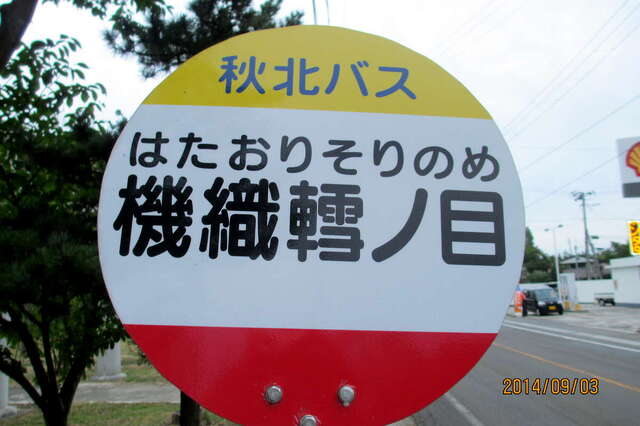 秋北バス
はたおりそりのめ
機織轌ノ目
2014/09/03